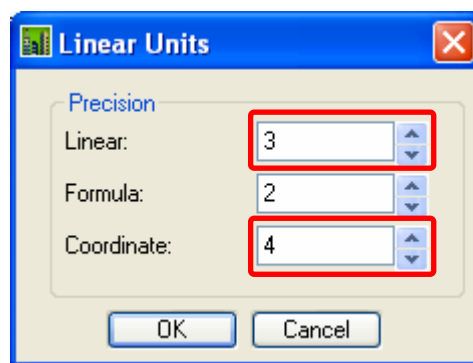 Linear Units
Precision
Linear: 3
Formula: 2
Coordinate: 4
OK Cancel